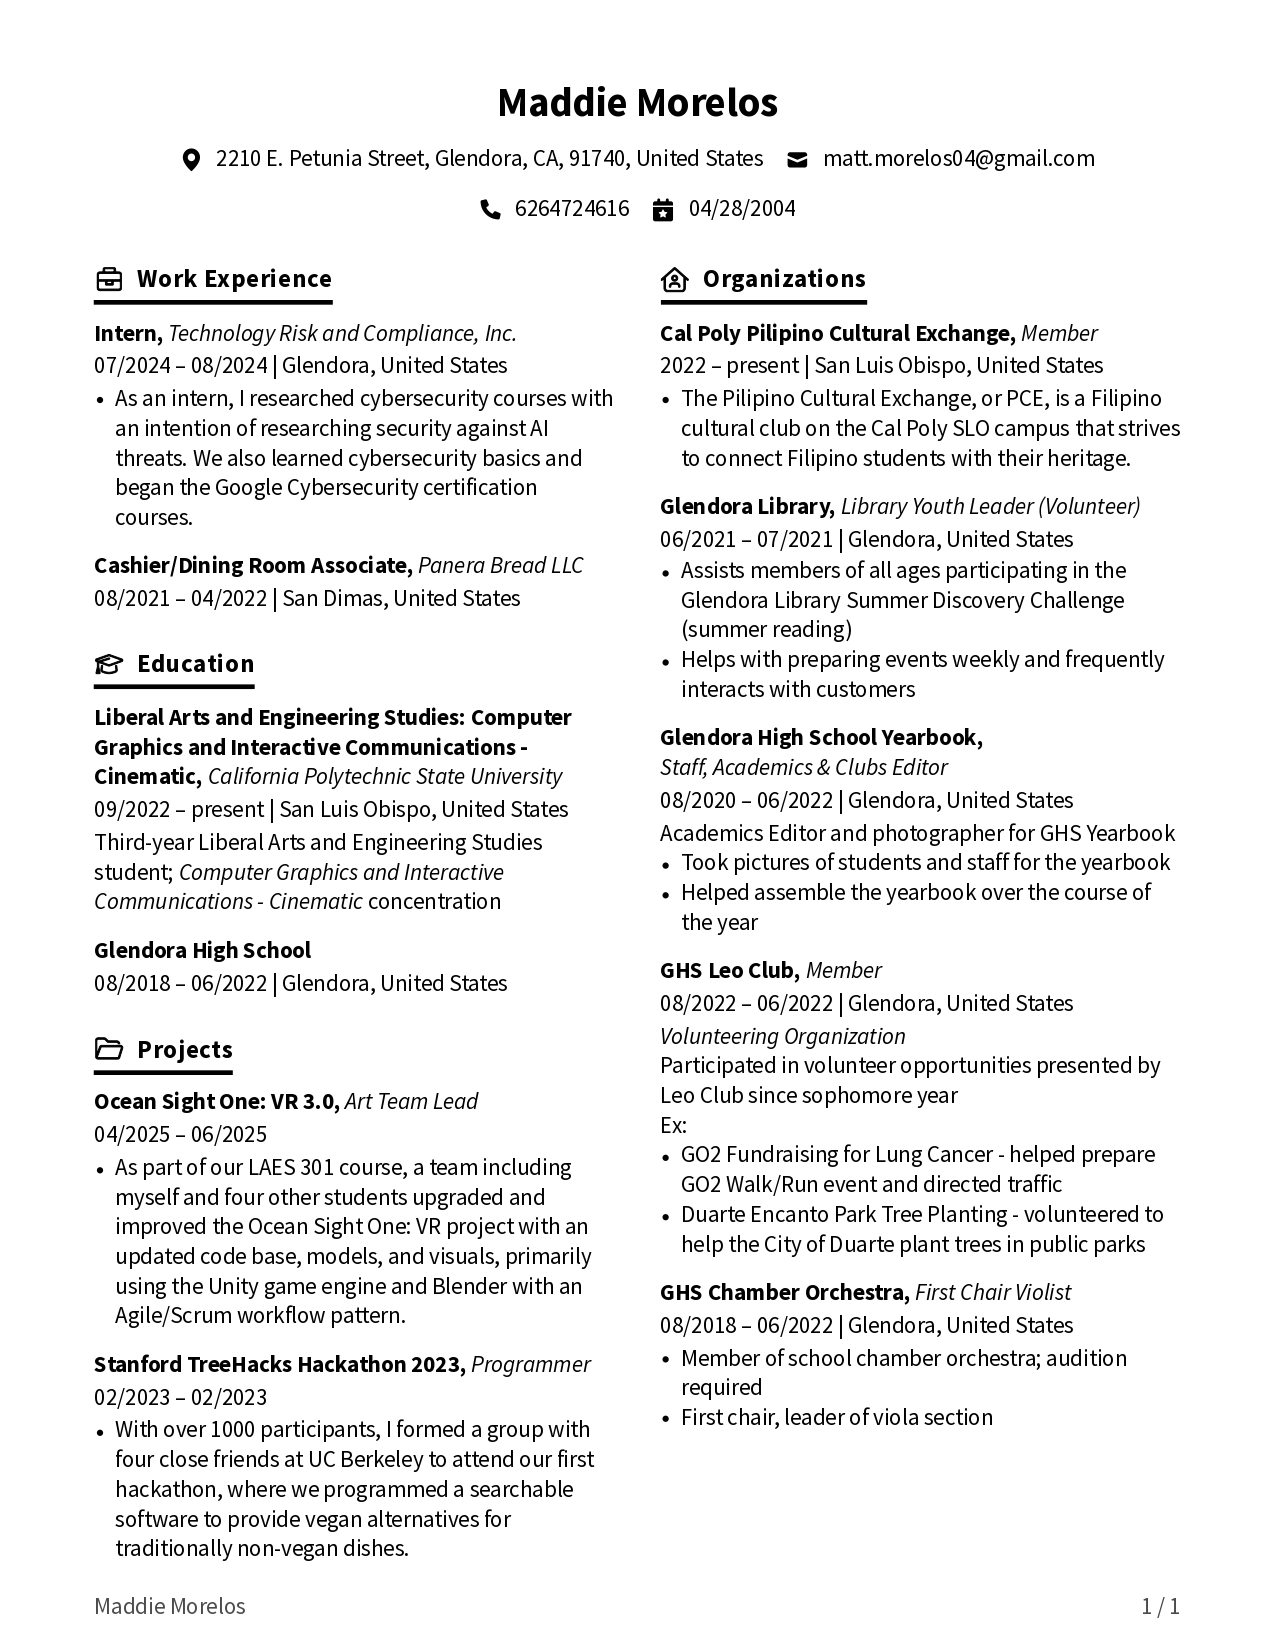 Maddie Morelos
2210 E. Petunia Street, Glendora, CA, 91740, United States matt.morelos04@gmail.com
6264724616 04/28/2004
Work Experience
Intern, Technology Risk and Compliance, Inc.
07/2024 – 08/2024 | Glendora, United States
• As an intern, I researched cybersecurity courses with
an intention of researching security against AI
threats. We also learned cybersecurity basics and
began the Google Cybersecurity certification
courses.
Cashier/Dining Room Associate, Panera Bread LLC
08/2021 – 04/2022 | San Dimas, United States
Education
Liberal Arts and Engineering Studies: Computer
Graphics and Interactive Communications -
Cinematic, California Polytechnic State University
09/2022 – present | San Luis Obispo, United States
Third-year Liberal Arts and Engineering Studies
student; Computer Graphics and Interactive
Communications - Cinematic concentration
Glendora High School
08/2018 – 06/2022 | Glendora, United States
Projects
Ocean Sight One: VR 3.0, Art Team Lead
04/2025 – 06/2025
• As part of our LAES 301 course, a team including
myself and four other students upgraded and
improved the Ocean Sight One: VR project with an
updated code base, models, and visuals, primarily
using the Unity game engine and Blender with an
Agile/Scrum workflow pattern.
Stanford TreeHacks Hackathon 2023, Programmer
02/2023 – 02/2023
• With over 1000 participants, I formed a group with
four close friends at UC Berkeley to attend our first
hackathon, where we programmed a searchable
software to provide vegan alternatives for
traditionally non-vegan dishes.
Organizations
Cal Poly Pilipino Cultural Exchange, Member
2022 – present | San Luis Obispo, United States
• The Pilipino Cultural Exchange, or PCE, is a Filipino
cultural club on the Cal Poly SLO campus that strives
to connect Filipino students with their heritage.
Glendora Library, Library Youth Leader (Volunteer)
06/2021 – 07/2021 | Glendora, United States
• Assists members of all ages participating in the
Glendora Library Summer Discovery Challenge
(summer reading)
• Helps with preparing events weekly and frequently
interacts with customers
Glendora High School Yearbook,
Staff, Academics & Clubs Editor
08/2020 – 06/2022 | Glendora, United States
Academics Editor and photographer for GHS Yearbook
• Took pictures of students and staff for the yearbook
• Helped assemble the yearbook over the course of
the year
GHS Leo Club, Member
08/2022 – 06/2022 | Glendora, United States
Volunteering Organization
Participated in volunteer opportunities presented by
Leo Club since sophomore year
Ex:
• GO2 Fundraising for Lung Cancer - helped prepare
GO2 Walk/Run event and directed traffic
• Duarte Encanto Park Tree Planting - volunteered to
help the City of Duarte plant trees in public parks
GHS Chamber Orchestra, First Chair Violist
08/2018 – 06/2022 | Glendora, United States
• Member of school chamber orchestra; audition
required
• First chair, leader of viola section
Maddie Morelos
1 / 1